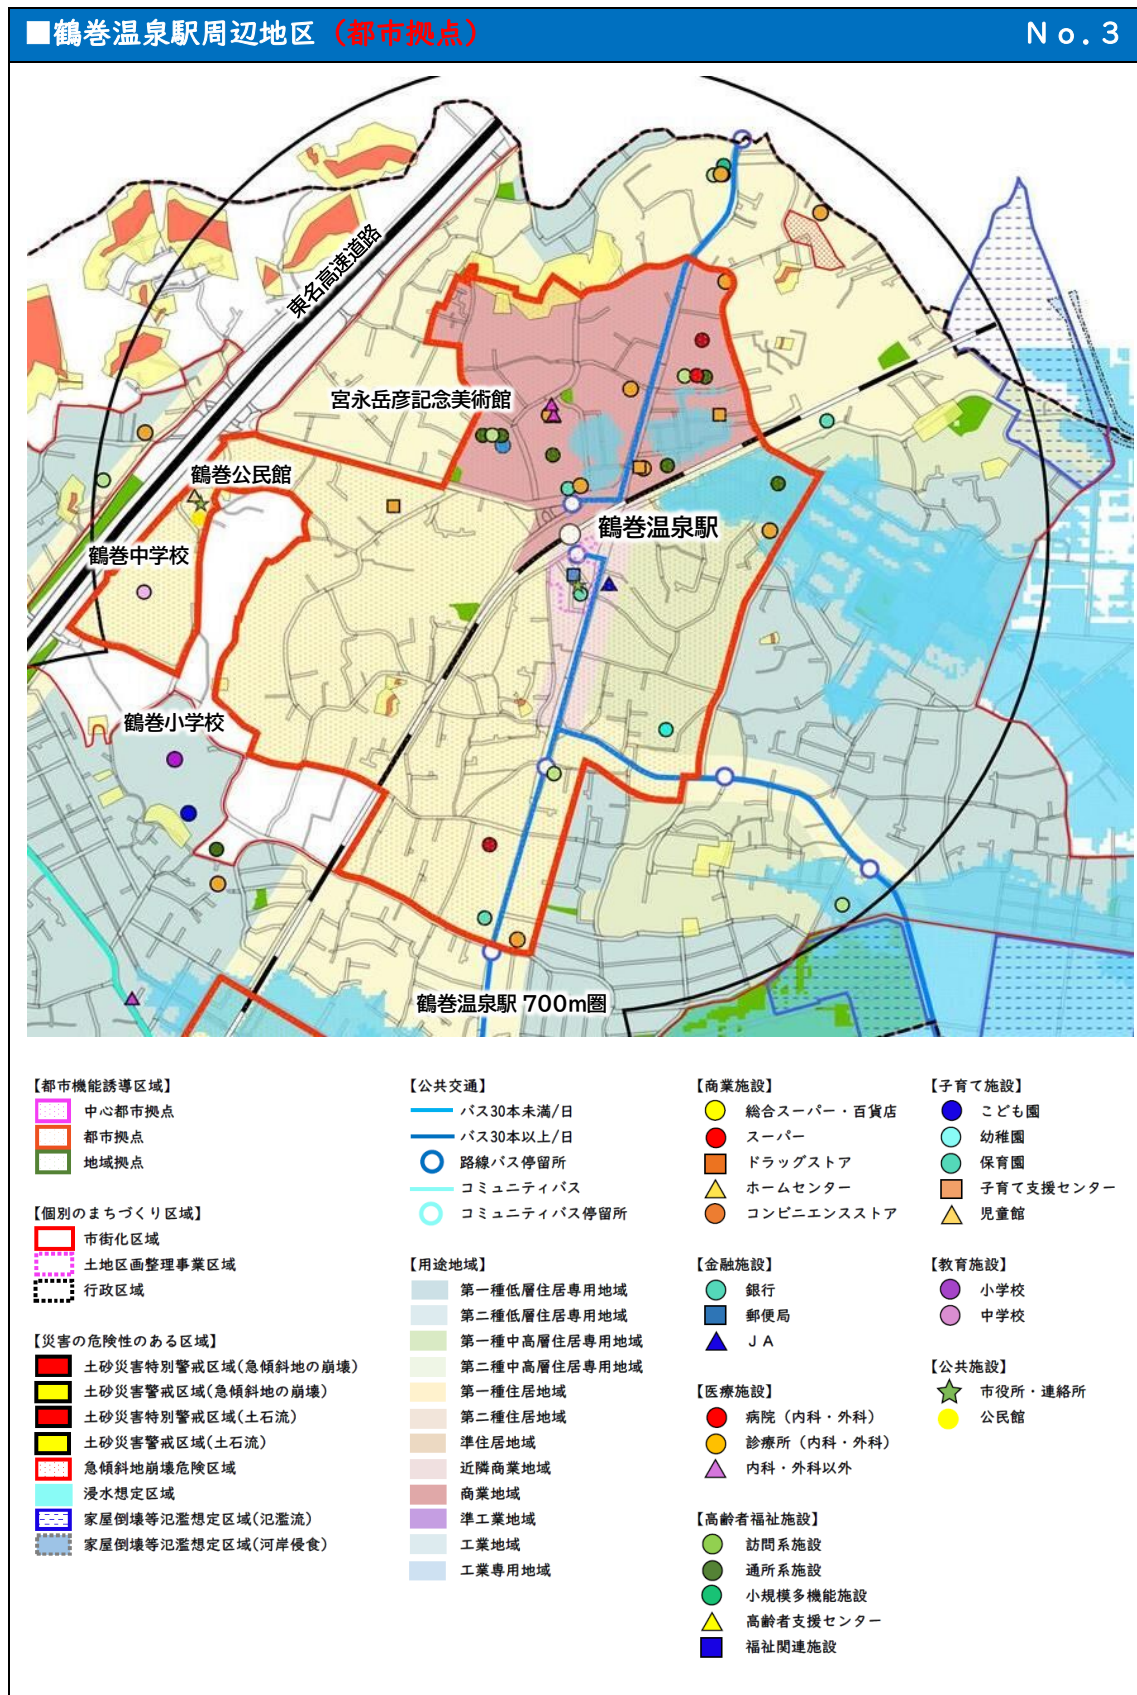 ■鶴巻温泉駅周辺地区（都市拠点） Ｎｏ.３
東名高速道路
宮永岳彦記念美術館
鶴巻公民館
鶴巻温泉駅
鶴巻中学校
鶴巻小学校
鶴巻温泉駅 700m圏
【都市機能誘導区域】
中心都市拠点
都市拠点
地域拠点
【個別のまちづくり区域】
市街化区域
土地区画整理事業区域
行政区域
【災害の危険性のある区域】
土砂災害特別警戒区域(急傾斜地の崩壊)
土砂災害警戒区域(急傾斜地の崩壊)
土砂災害特別警戒区域(土石流)
土砂災害警戒区域(土石流)
急傾斜地崩壊危険区域
浸水想定区域
家屋倒壊等氾濫想定区域(氾濫流)
家屋倒壊等氾濫想定区域(河岸侵食)
【公共交通】
バス30本未満/日
バス30本以上/日
路線バス停留所
コミュニティバス
コミュニティバス停留所
【用途地域】
第一種低層住居専用地域
第二種低層住居専用地域
第一種中高層住居専用地域
第二種中高層住居専用地域
第一種住居地域
第二種住居地域
準住居地域
近隣商業地域
商業地域
準工業地域
工業地域
工業専用地域
【商業施設】
総合スーパー・百貨店
スーパー
ドラッグストア
ホームセンター
コンビニエンスストア
【金融施設】
銀行
郵便局
ＪＡ
【医療施設】
病院（内科・外科）
診療所（内科・外科）
内科・外科以外
【高齢者福祉施設】
訪問系施設
通所系施設
小規模多機能施設
高齢者支援センター
福祉関連施設
【子育て施設】
こども園
幼稚園
保育園
子育て支援センター
児童館
【教育施設】
小学校
中学校
【公共施設】
市役所・連絡所
公民館